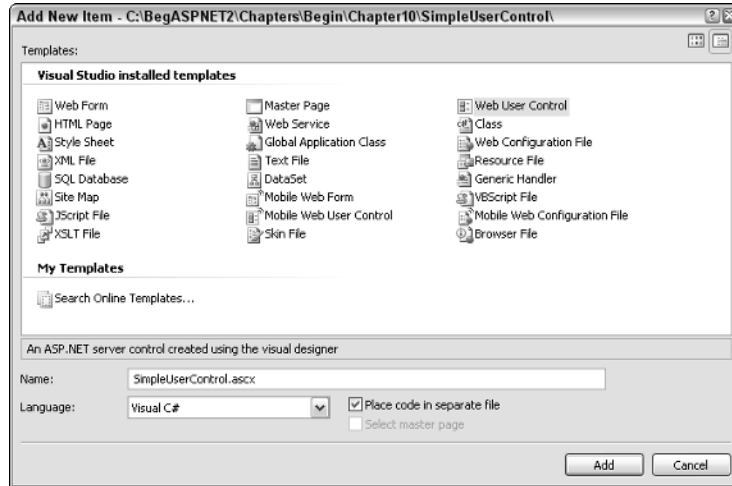 Add New Item - C:\BegASPNET2\Chapters\Begin\Chapter10\SimpleUserControl\
Templates:
Visual Studio installed templates
Web Form
Master Page
Web User Control
HTML Page
Web Service
Class
Style Sheet
Global Application Class
Web Configuration File
XML File
Text File
Resource File
SQL Database
DataSet
Generic Handler
Site Map
Mobile Web Form
VBScript File
JScript File
Mobile Web User Control
Mobile Web Configuration File
XSLT File
Skin File
Browser File
My Templates
Search Online Templates...
An ASP.NET server control created using the visual designer
Name:
SimpleUserControl.ascx
Language:
Visual C#
Place code in separate file
Select master page
Add
Cancel